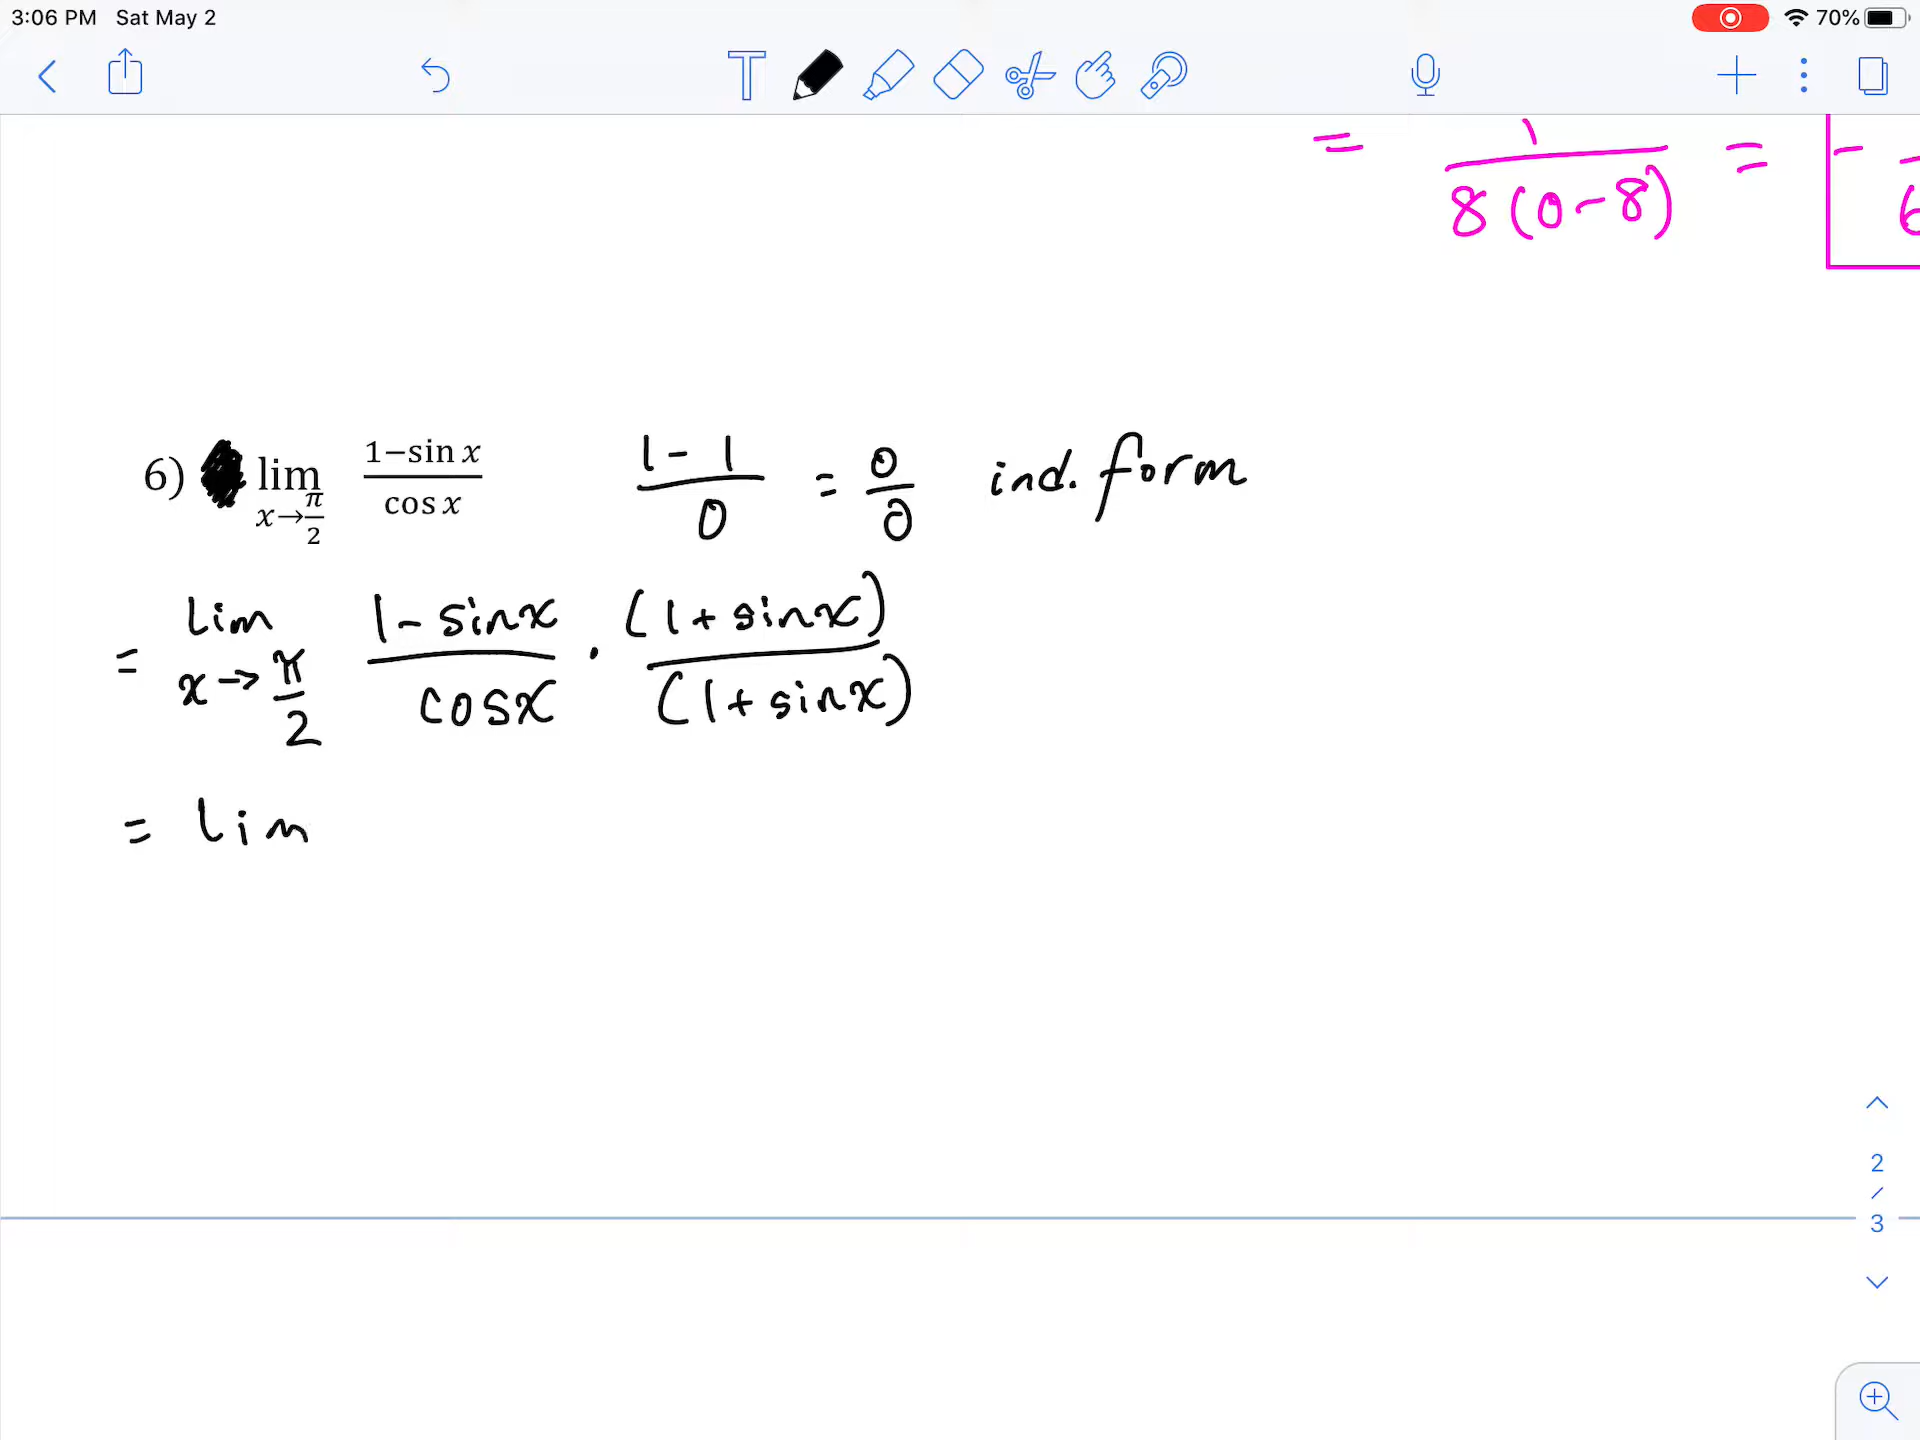 3:06 PM Sat May 2
70%
= 1/(8(0-8)) = -
6) lim x→π/2 (1−sin x)/(cos x) (1-1)/0 = 0/0 ind. form
= lim x→π/2 (1-sinx)/(cosx) · (1+sinx)/(1+sinx)
= lim
2
/
3